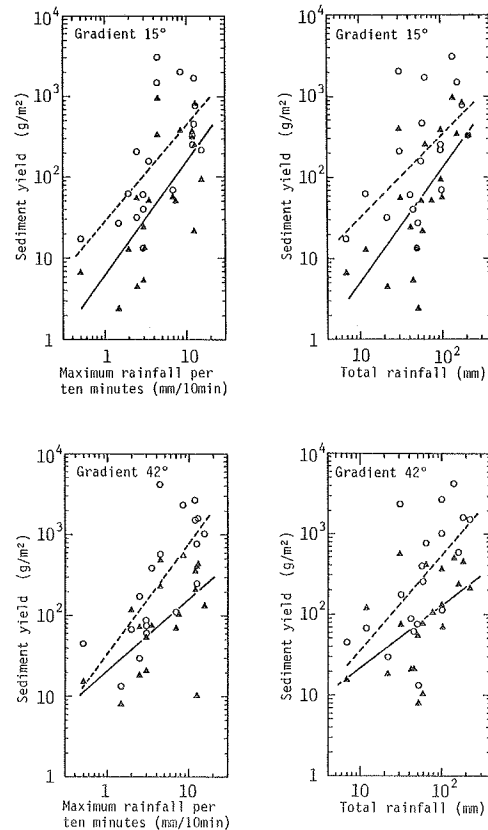 Gradient 15°
Sediment yield (g/m²)
10⁴
10³
10²
10
1
1
10
Maximum rainfall per
ten minutes (mm/10min)
Gradient 15°
Sediment yield (g/m²)
10⁴
10³
10²
10
1
10
10²
Total rainfall (mm)
Gradient 42°
Sediment yield (g/m²)
10⁴
10³
10²
10
1
1
10
Maximum rainfall per
ten minutes (mm/10min)
Gradient 42°
Sediment yield (g/m²)
10⁴
10³
10²
10
1
10
10²
Total rainfall (mm)